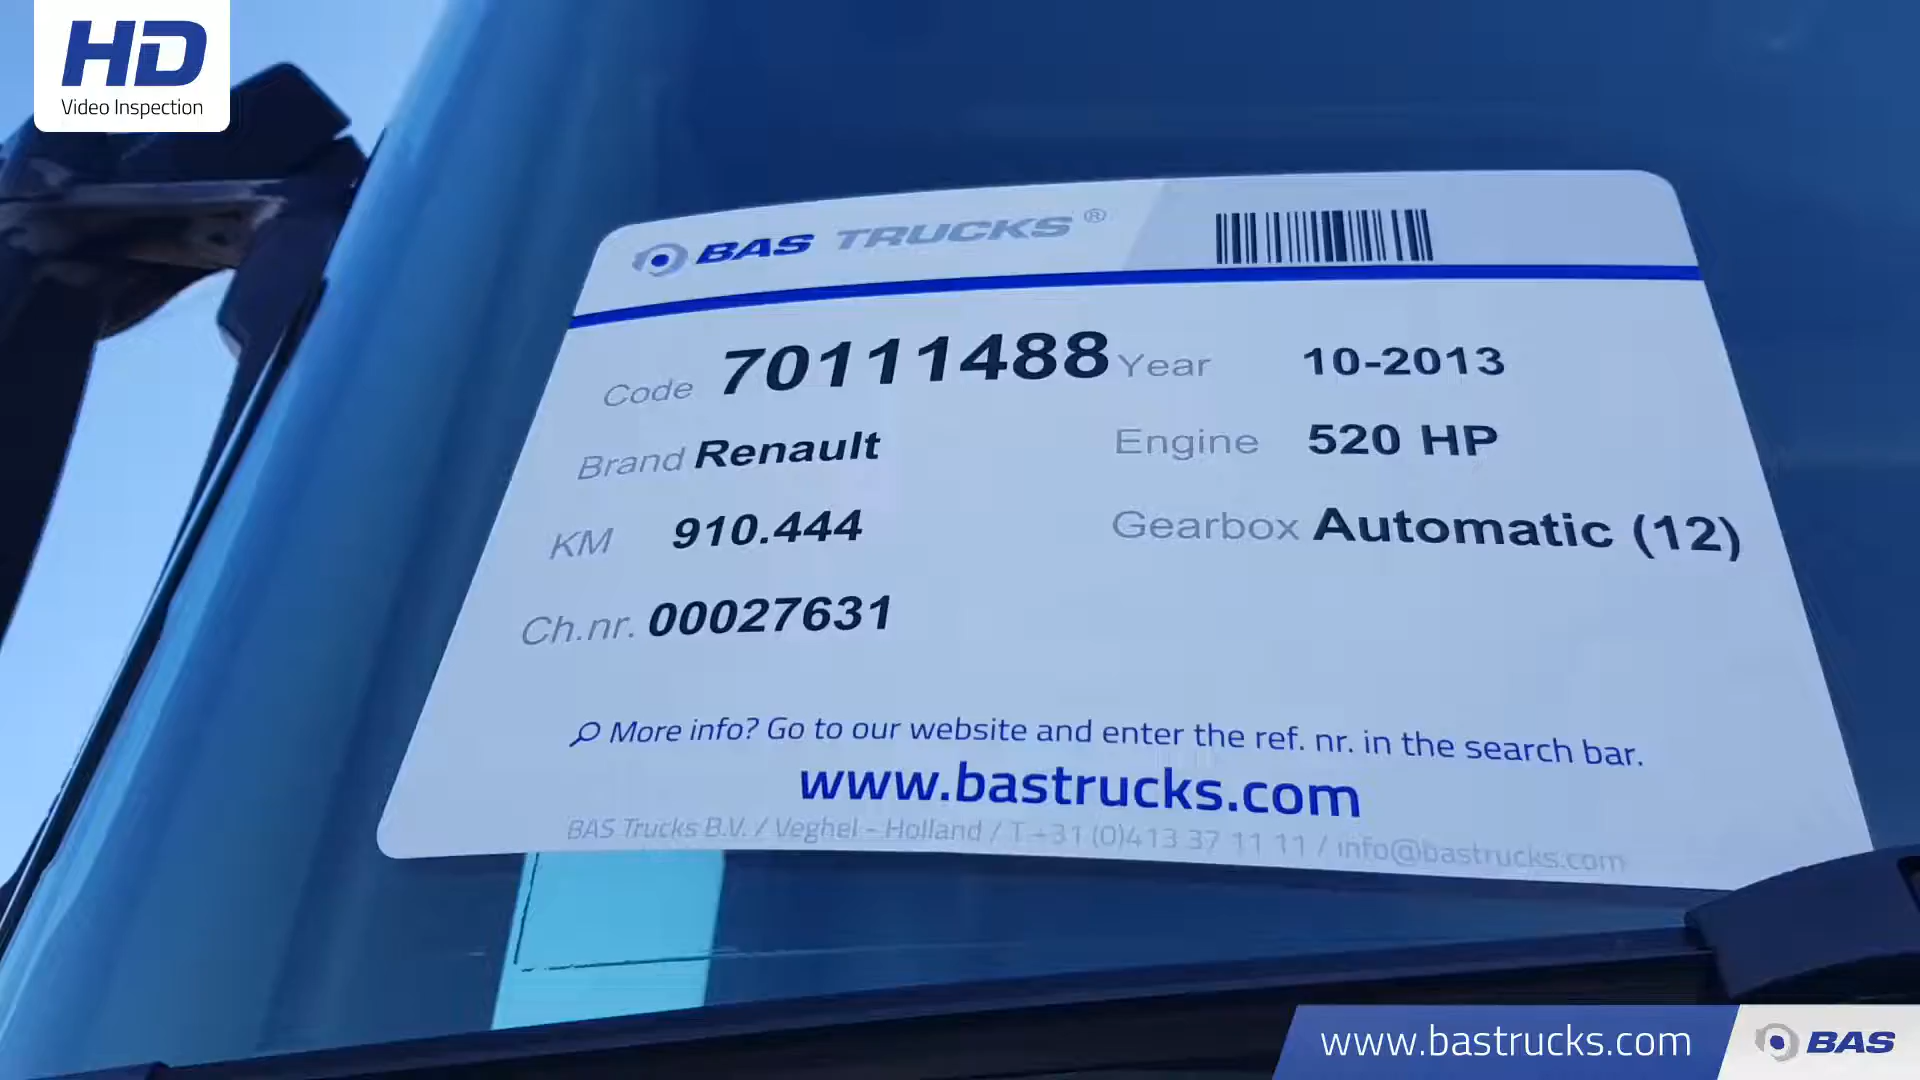 HD
Video Inspection
BAS TRUCKS®
Code 70111488 Year 10-2013
Brand Renault Engine 520 HP
KM 910.444 Gearbox Automatic (12)
Ch.nr. 00027631
More info? Go to our website and enter the ref. nr. in the search bar.
www.bastrucks.com
BAS Trucks B.V. / Veghel - Holland / T +31 (0)413 37 11 11 / info@bastrucks.com
www.bastrucks.com BAS